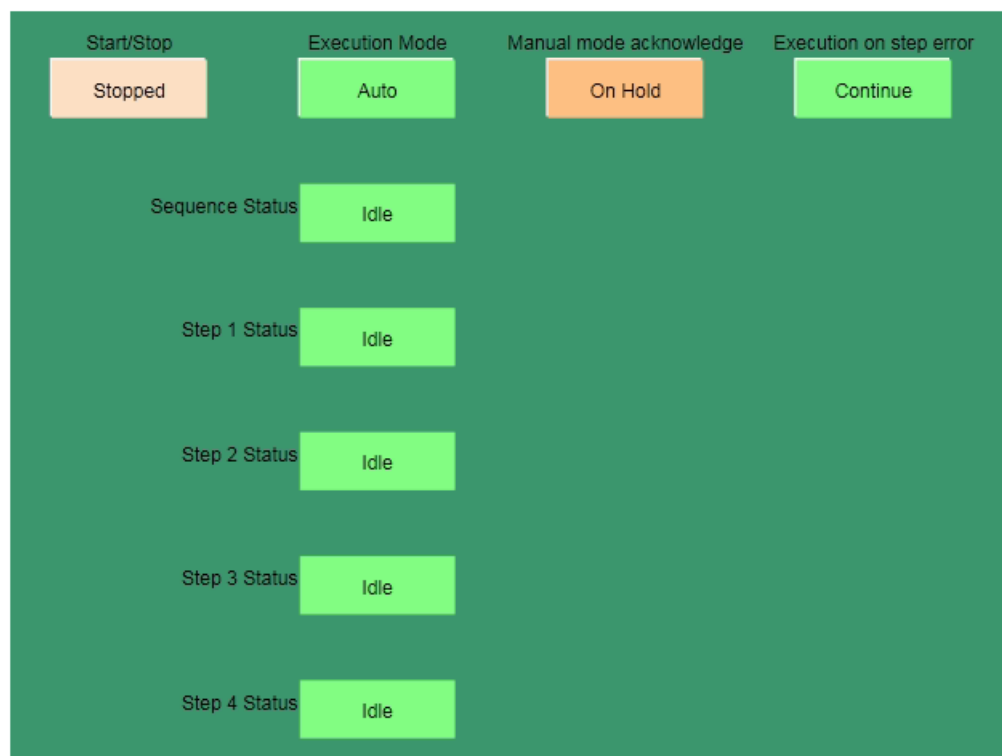 Start/Stop Execution Mode Manual mode acknowledge Execution on step error
Stopped Auto On Hold Continue
Sequence Status Idle
Step 1 Status Idle
Step 2 Status Idle
Step 3 Status Idle
Step 4 Status Idle